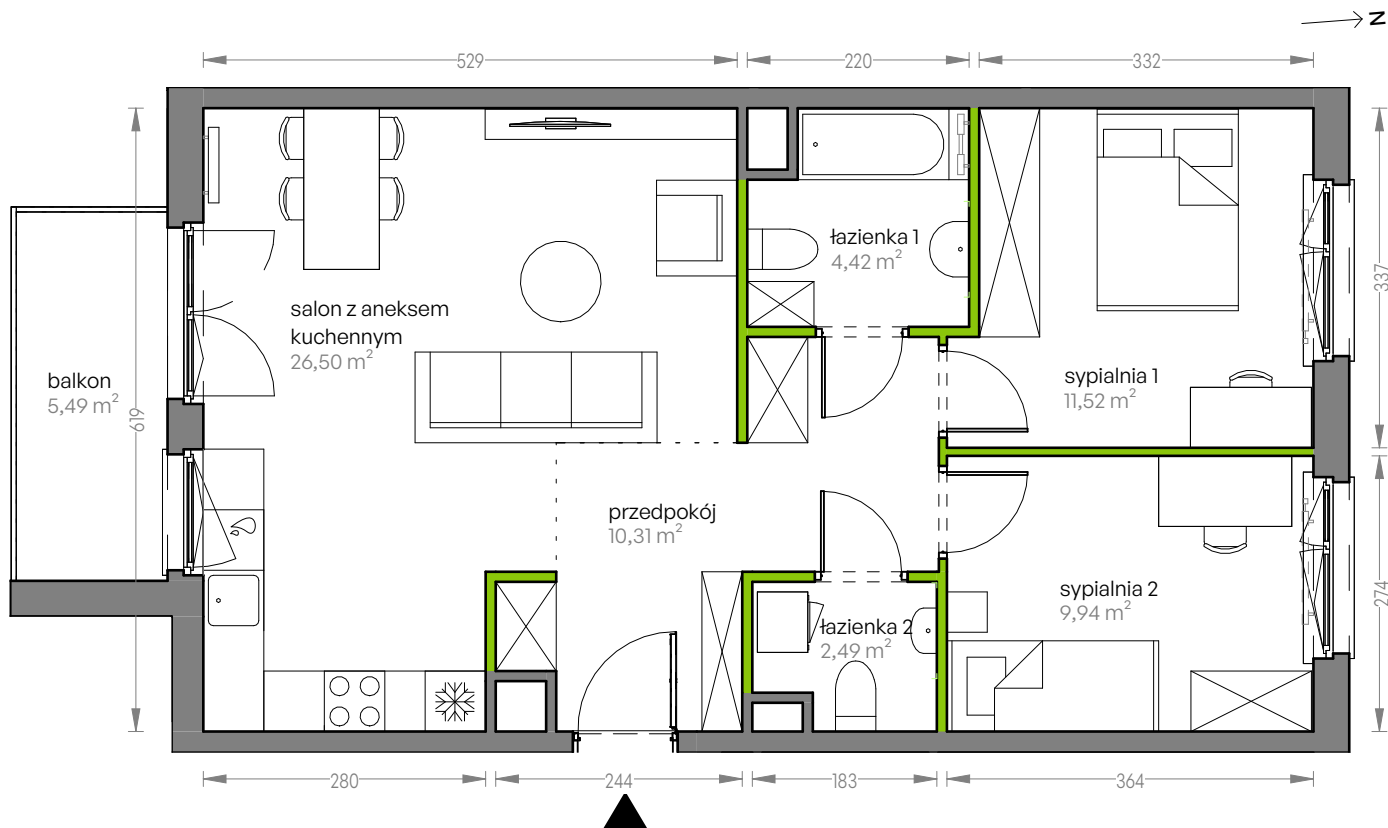 N
529
220
332
619
337
274
salon z aneksem
kuchennym
26,50 m²
balkon
5,49 m²
łazienka 1
4,42 m²
sypialnia 1
11,52 m²
przedpokój
10,31 m²
łazienka 2
2,49 m²
sypialnia 2
9,94 m²
280
244
183
364